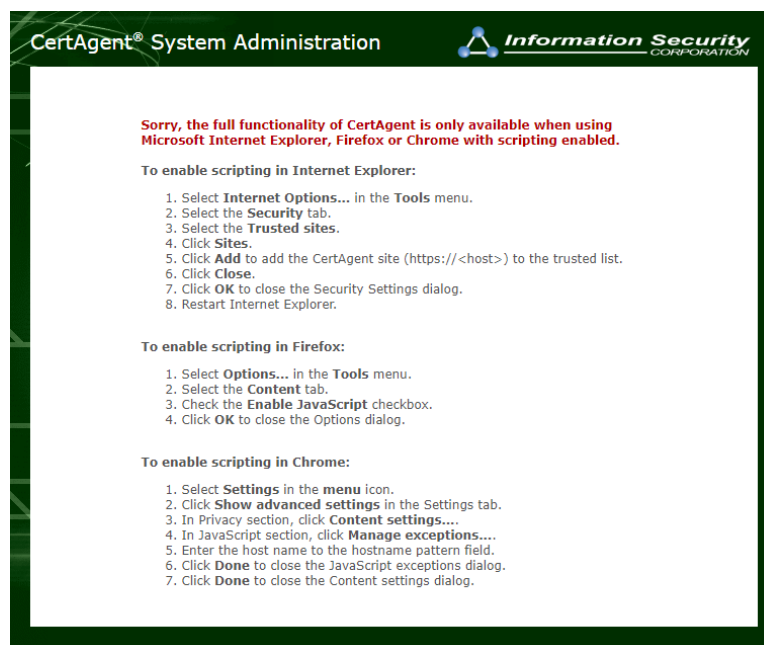 CertAgent® System Administration
Information Security
CORPORATION
Sorry, the full functionality of CertAgent is only available when using
Microsoft Internet Explorer, Firefox or Chrome with scripting enabled.
To enable scripting in Internet Explorer:
1. Select Internet Options... in the Tools menu.
2. Select the Security tab.
3. Select the Trusted sites.
4. Click Sites.
5. Click Add to add the CertAgent site (https://<host>) to the trusted list.
6. Click Close.
7. Click OK to close the Security Settings dialog.
8. Restart Internet Explorer.
To enable scripting in Firefox:
1. Select Options... in the Tools menu.
2. Select the Content tab.
3. Check the Enable JavaScript checkbox.
4. Click OK to close the Options dialog.
To enable scripting in Chrome:
1. Select Settings in the menu icon.
2. Click Show advanced settings in the Settings tab.
3. In Privacy section, click Content settings....
4. In JavaScript section, click Manage exceptions....
5. Enter the host name to the hostname pattern field.
6. Click Done to close the JavaScript exceptions dialog.
7. Click Done to close the Content settings dialog.